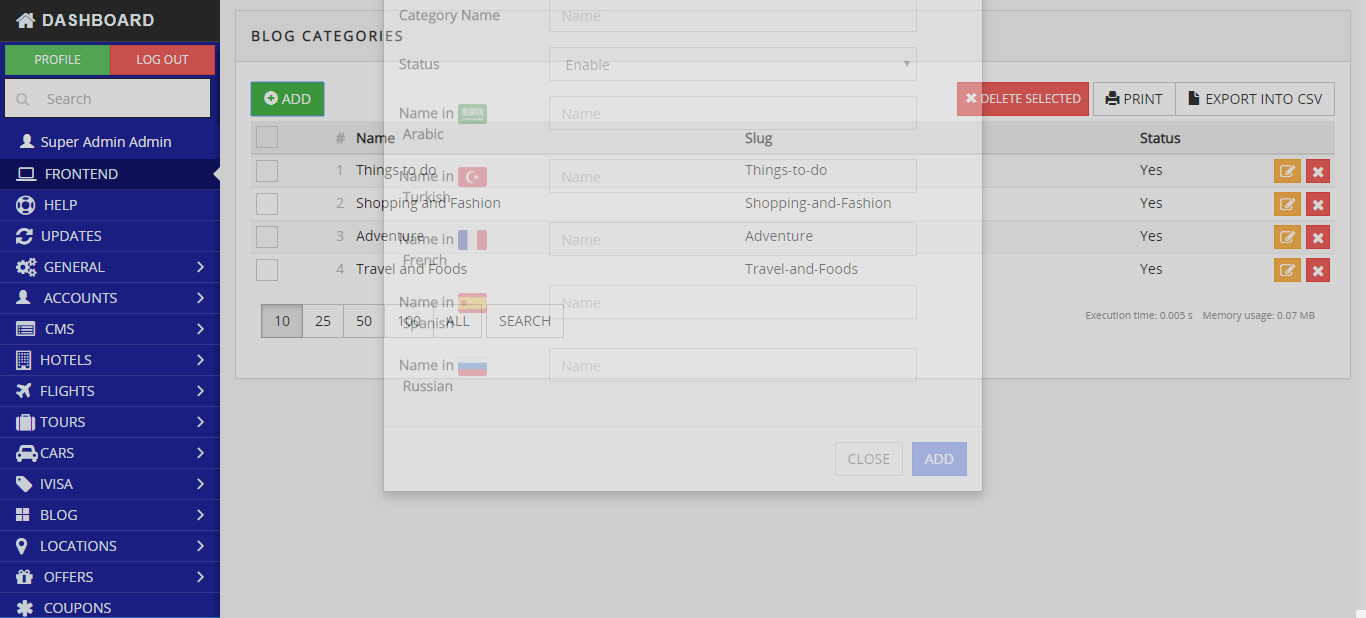 DASHBOARD
PROFILE
LOG OUT
Search
Super Admin Admin
FRONTEND
HELP
UPDATES
GENERAL
ACCOUNTS
CMS
HOTELS
FLIGHTS
TOURS
CARS
IVISA
BLOG
LOCATIONS
OFFERS
COUPONS
BLOG CATEGORIES
ADD
DELETE SELECTED
PRINT
EXPORT INTO CSV
# Name Slug Status
1 Things to do Things-to-do Yes
2 Shopping and Fashion Shopping-and-Fashion Yes
3 Adventure Adventure Yes
4 Travel and Foods Travel-and-Foods Yes
10 25 50 100 ALL SEARCH
Execution time: 0.005 s Memory usage: 0.07 MB
Category Name Name
Status Enable
Name in Name
Arabic
Name in Name
Turkish
Name in Name
French
Name in Name
Spanish
Name in Name
Russian
CLOSE ADD